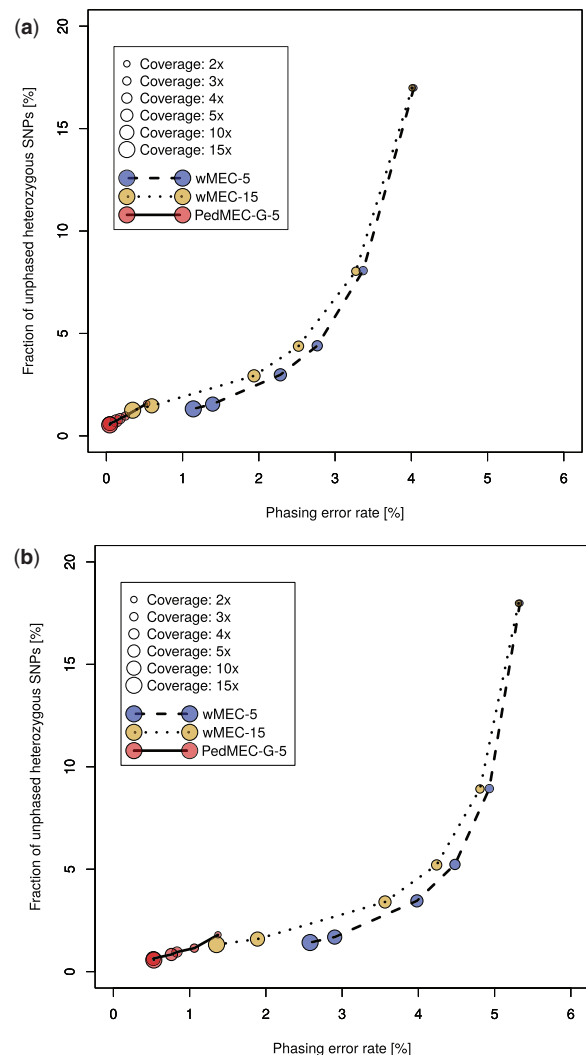 (a)
20
15
10
5
0
Fraction of unphased heterozygous SNPs [%]
Coverage: 2x
Coverage: 3x
Coverage: 4x
Coverage: 5x
Coverage: 10x
Coverage: 15x
wMEC-5
wMEC-15
PedMEC-G-5
0 1 2 3 4 5 6
Phasing error rate [%]
(b)
20
15
10
5
0
Fraction of unphased heterozygous SNPs [%]
Coverage: 2x
Coverage: 3x
Coverage: 4x
Coverage: 5x
Coverage: 10x
Coverage: 15x
wMEC-5
wMEC-15
PedMEC-G-5
0 1 2 3 4 5 6
Phasing error rate [%]